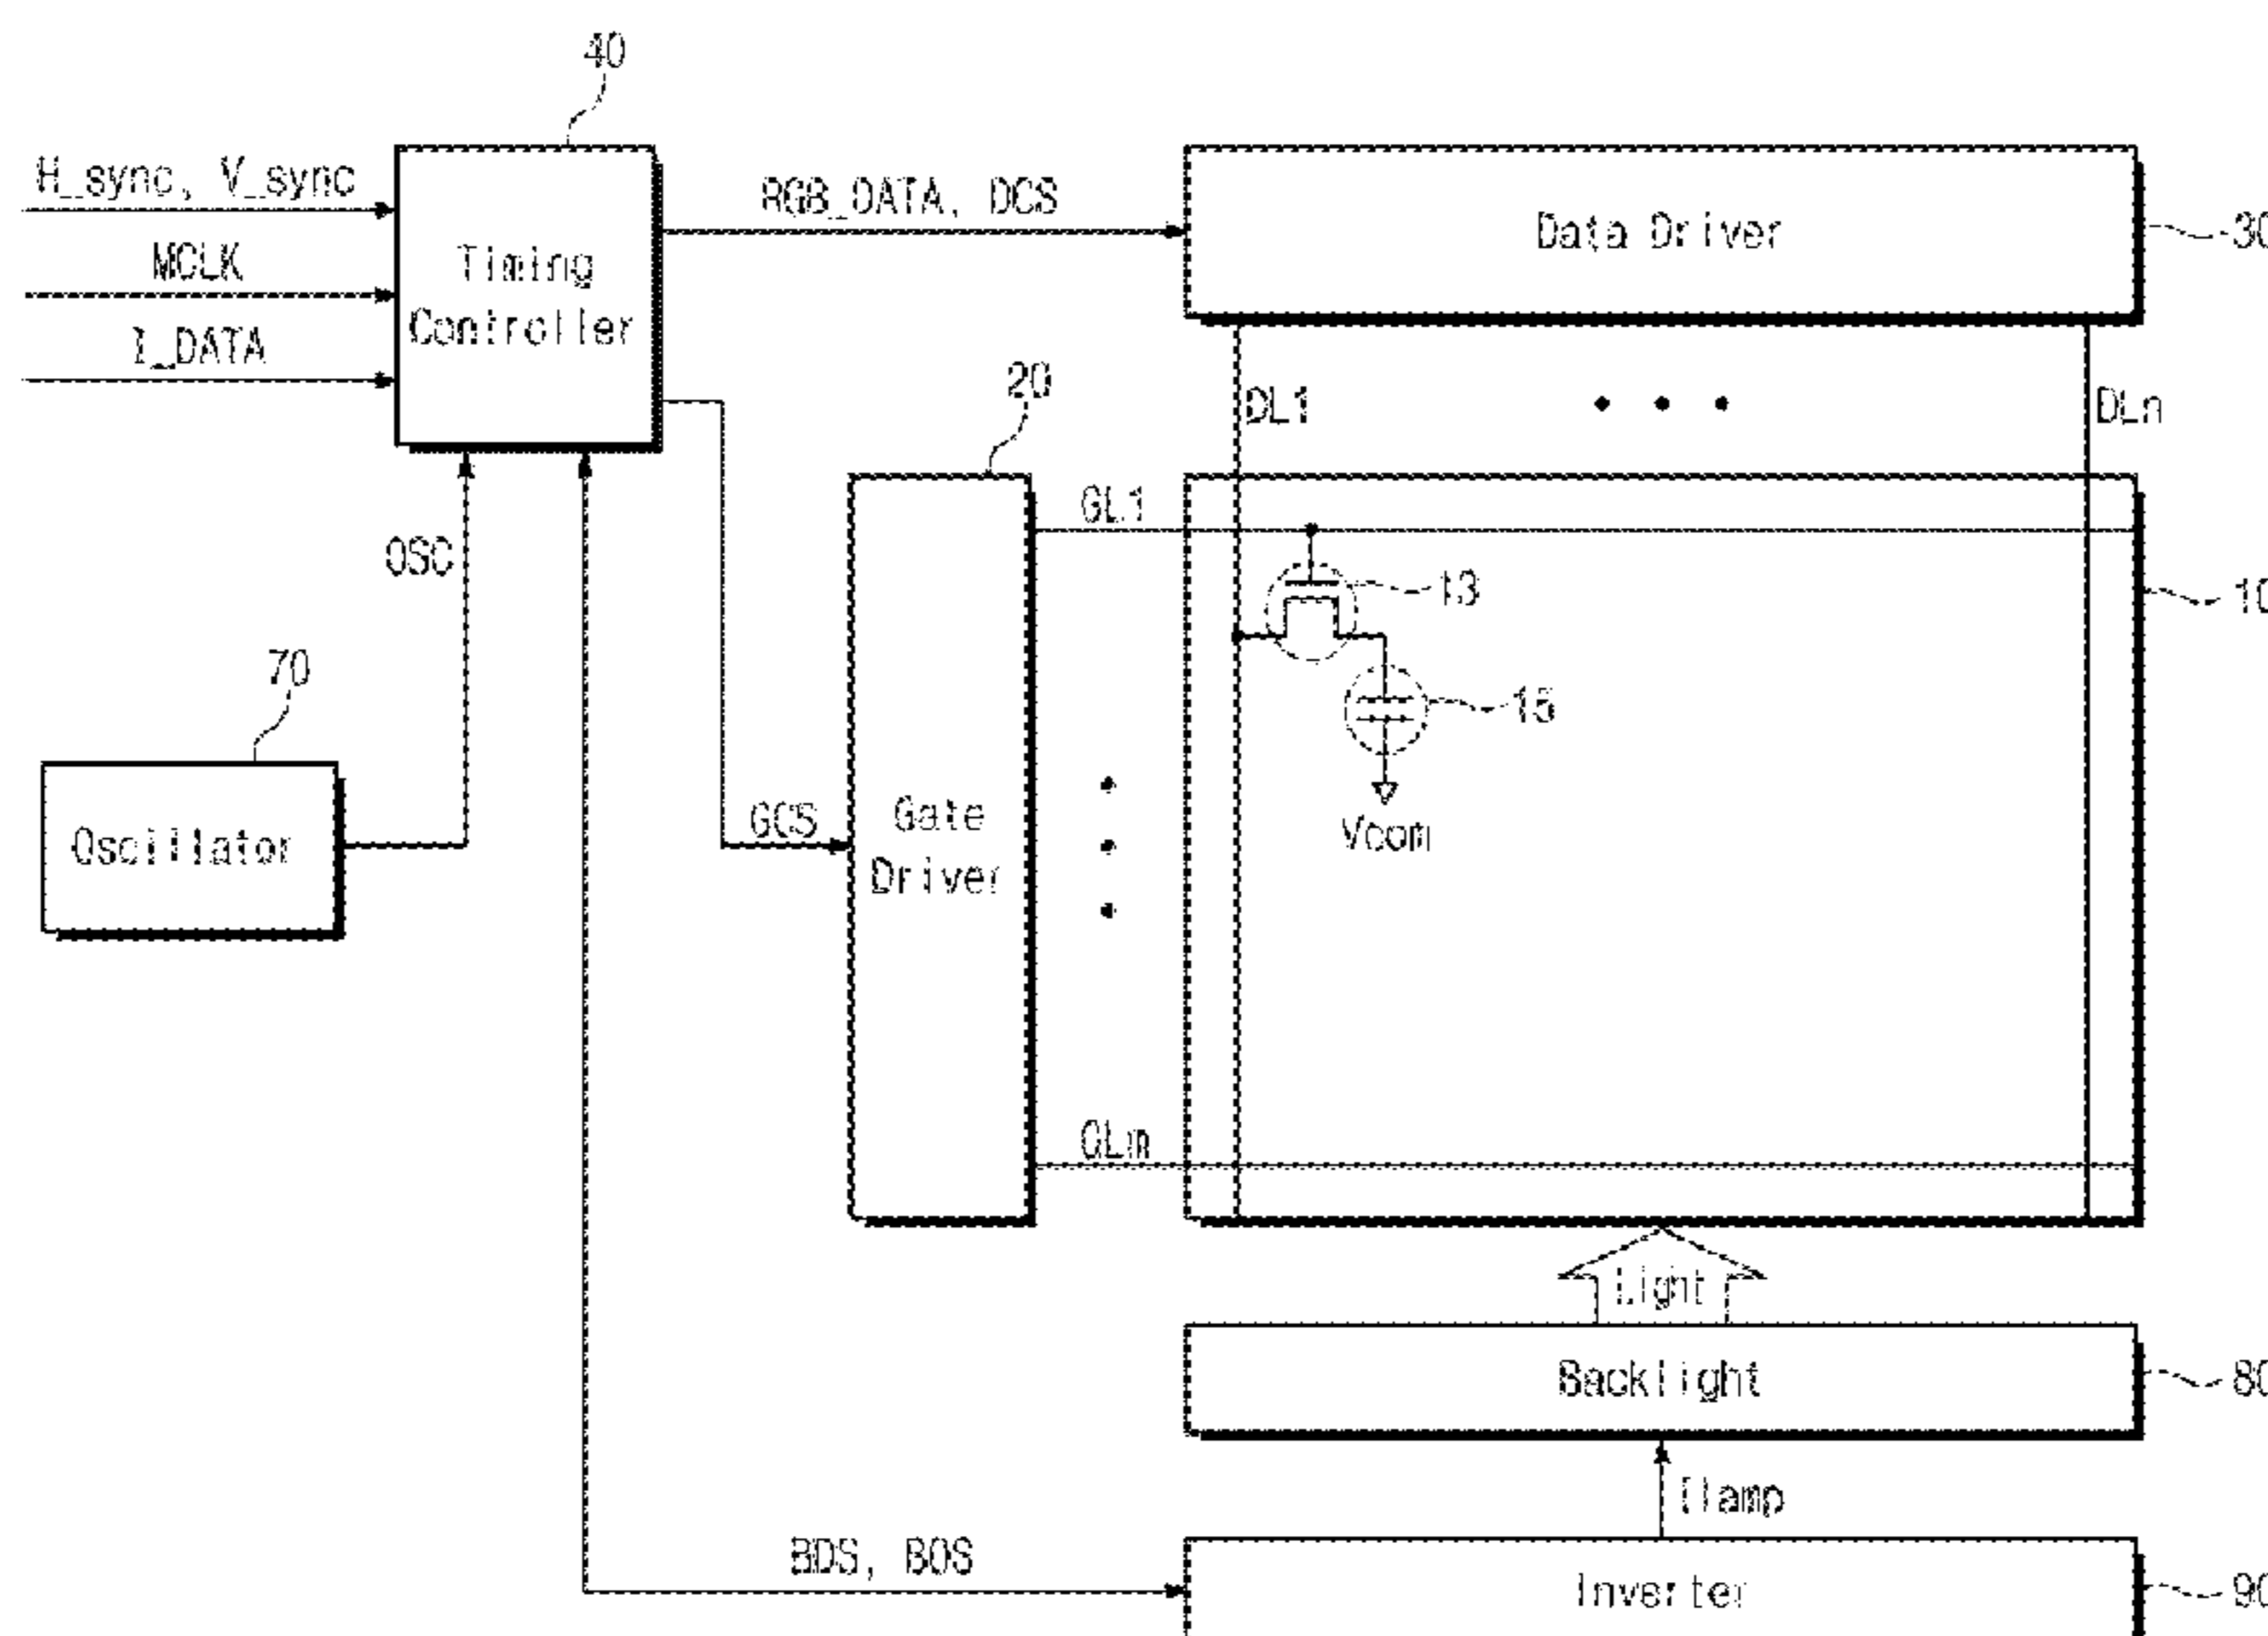 40
H_sync, V_sync
MCLK
I_DATA
Timing
Controller
RGB_DATA, DCS
Data Driver
30
20
DL1
DLn
GL1
OSC
13
10
15
70
Vcom
Oscillator
GCS
Gate
Driver
GLm
Light
Backlight
80
Ilamp
BDS, BOS
Inverter
90